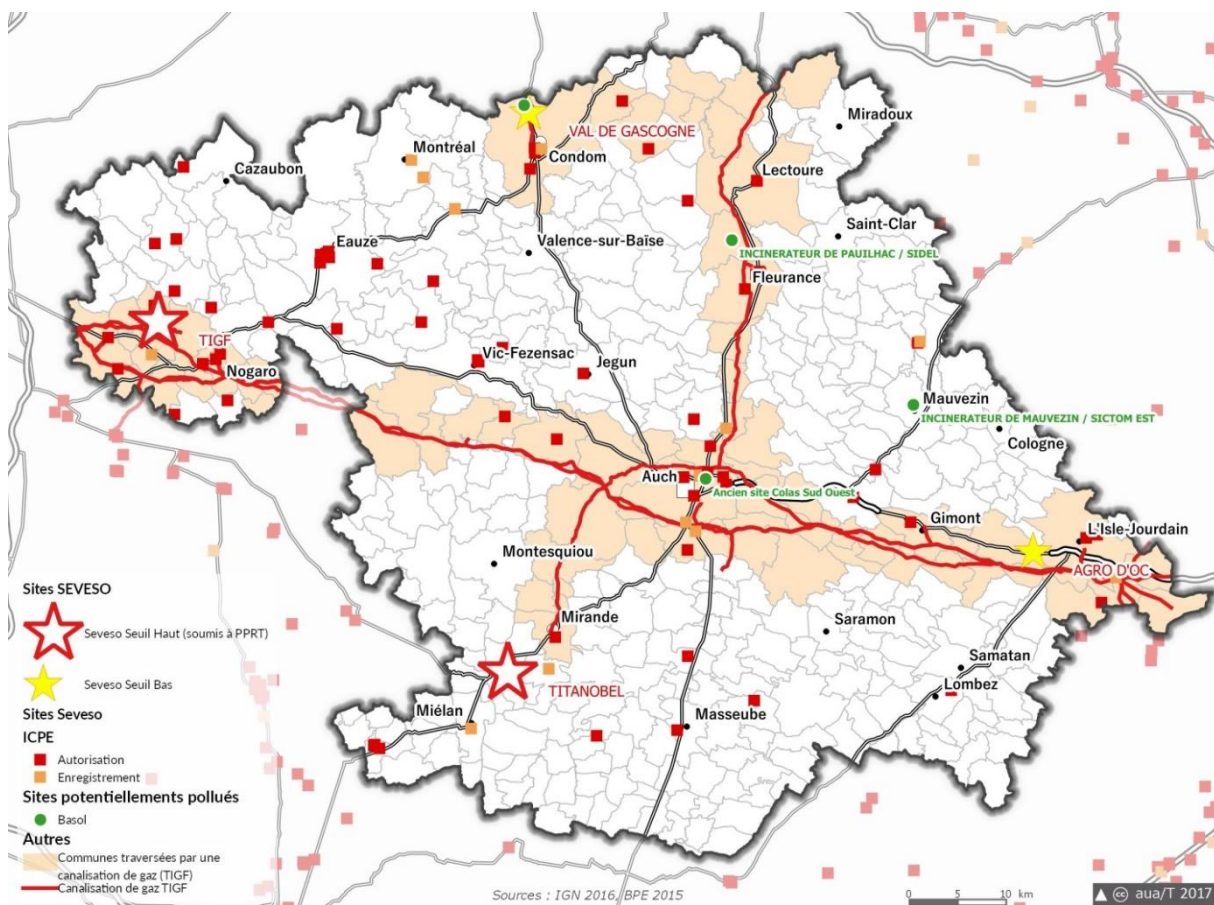 Miradoux
VAL DE GASCOGNE
Montréal
Condom
Cazaubon
Lectoure
Saint-Clar
Eauze
Valence-sur-Baïse
INCINERATEUR DE PAUILHAC / SIDEL
Fleurance
TIGF
Vic-Fezensac
Jegun
Nogaro
Mauvezin
INCINERATEUR DE MAUVEZIN / SICTOM EST
Cologne
Auch
Ancien site Colas Sud Ouest
Gimont
L'Isle-Jourdain
Montesquiou
AGRO D'OC
Mirande
Saramon
Samatan
TITANOBEL
Lombez
Miélan
Masseube
Sites SEVESO
Seveso Seuil Haut (soumis à PPRT)
Seveso Seuil Bas
Sites Seveso
ICPE
Autorisation
Enregistrement
Sites potentiellements pollués
Basol
Autres
Communes traversées par une
canalisation de gaz (TIGF)
Canalisation de gaz TIGF
Sources : IGN 2016, BPE 2015
0 5 10 km
cc aua/T 2017